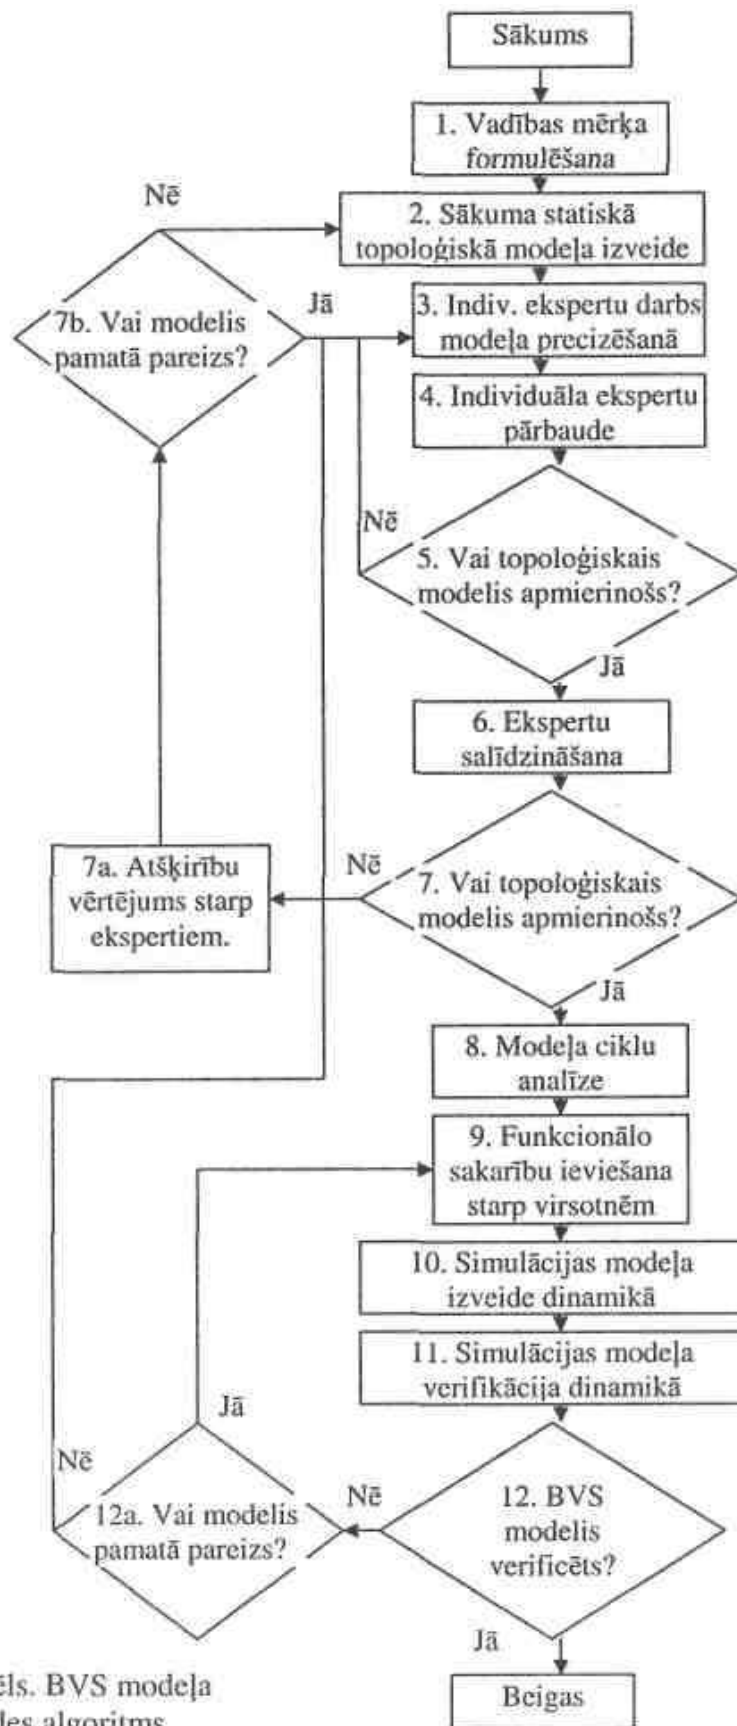 Sākums
1. Vadības mērķa
formulēšana
Nē
2. Sākuma statiskā
topoloģiskā modeļa izveide
7b. Vai modelis
pamatā pareizs?
Jā
3. Indiv. ekspertu darbs
modeļa precizēšanā
4. Individuāla ekspertu
pārbaude
Nē
5. Vai topoloģiskais
modelis apmierinošs?
Jā
6. Ekspertu
salīdzināšana
7a. Atšķirību
vērtējums starp
ekspertiem.
Nē
7. Vai topoloģiskais
modelis apmierinošs?
Jā
8. Modeļa ciklu
analīze
9. Funkcionālo
sakarību ieviešana
starp virsotnēm
10. Simulācijas modeļa
izveide dinamikā
11. Simulācijas modeļa
verifikācija dinamikā
Jā
Nē
12a. Vai modelis
pamatā pareizs?
Nē
12. BVS
modelis
verificēts?
Jā
Beigas
BVS modeļa
algoritms